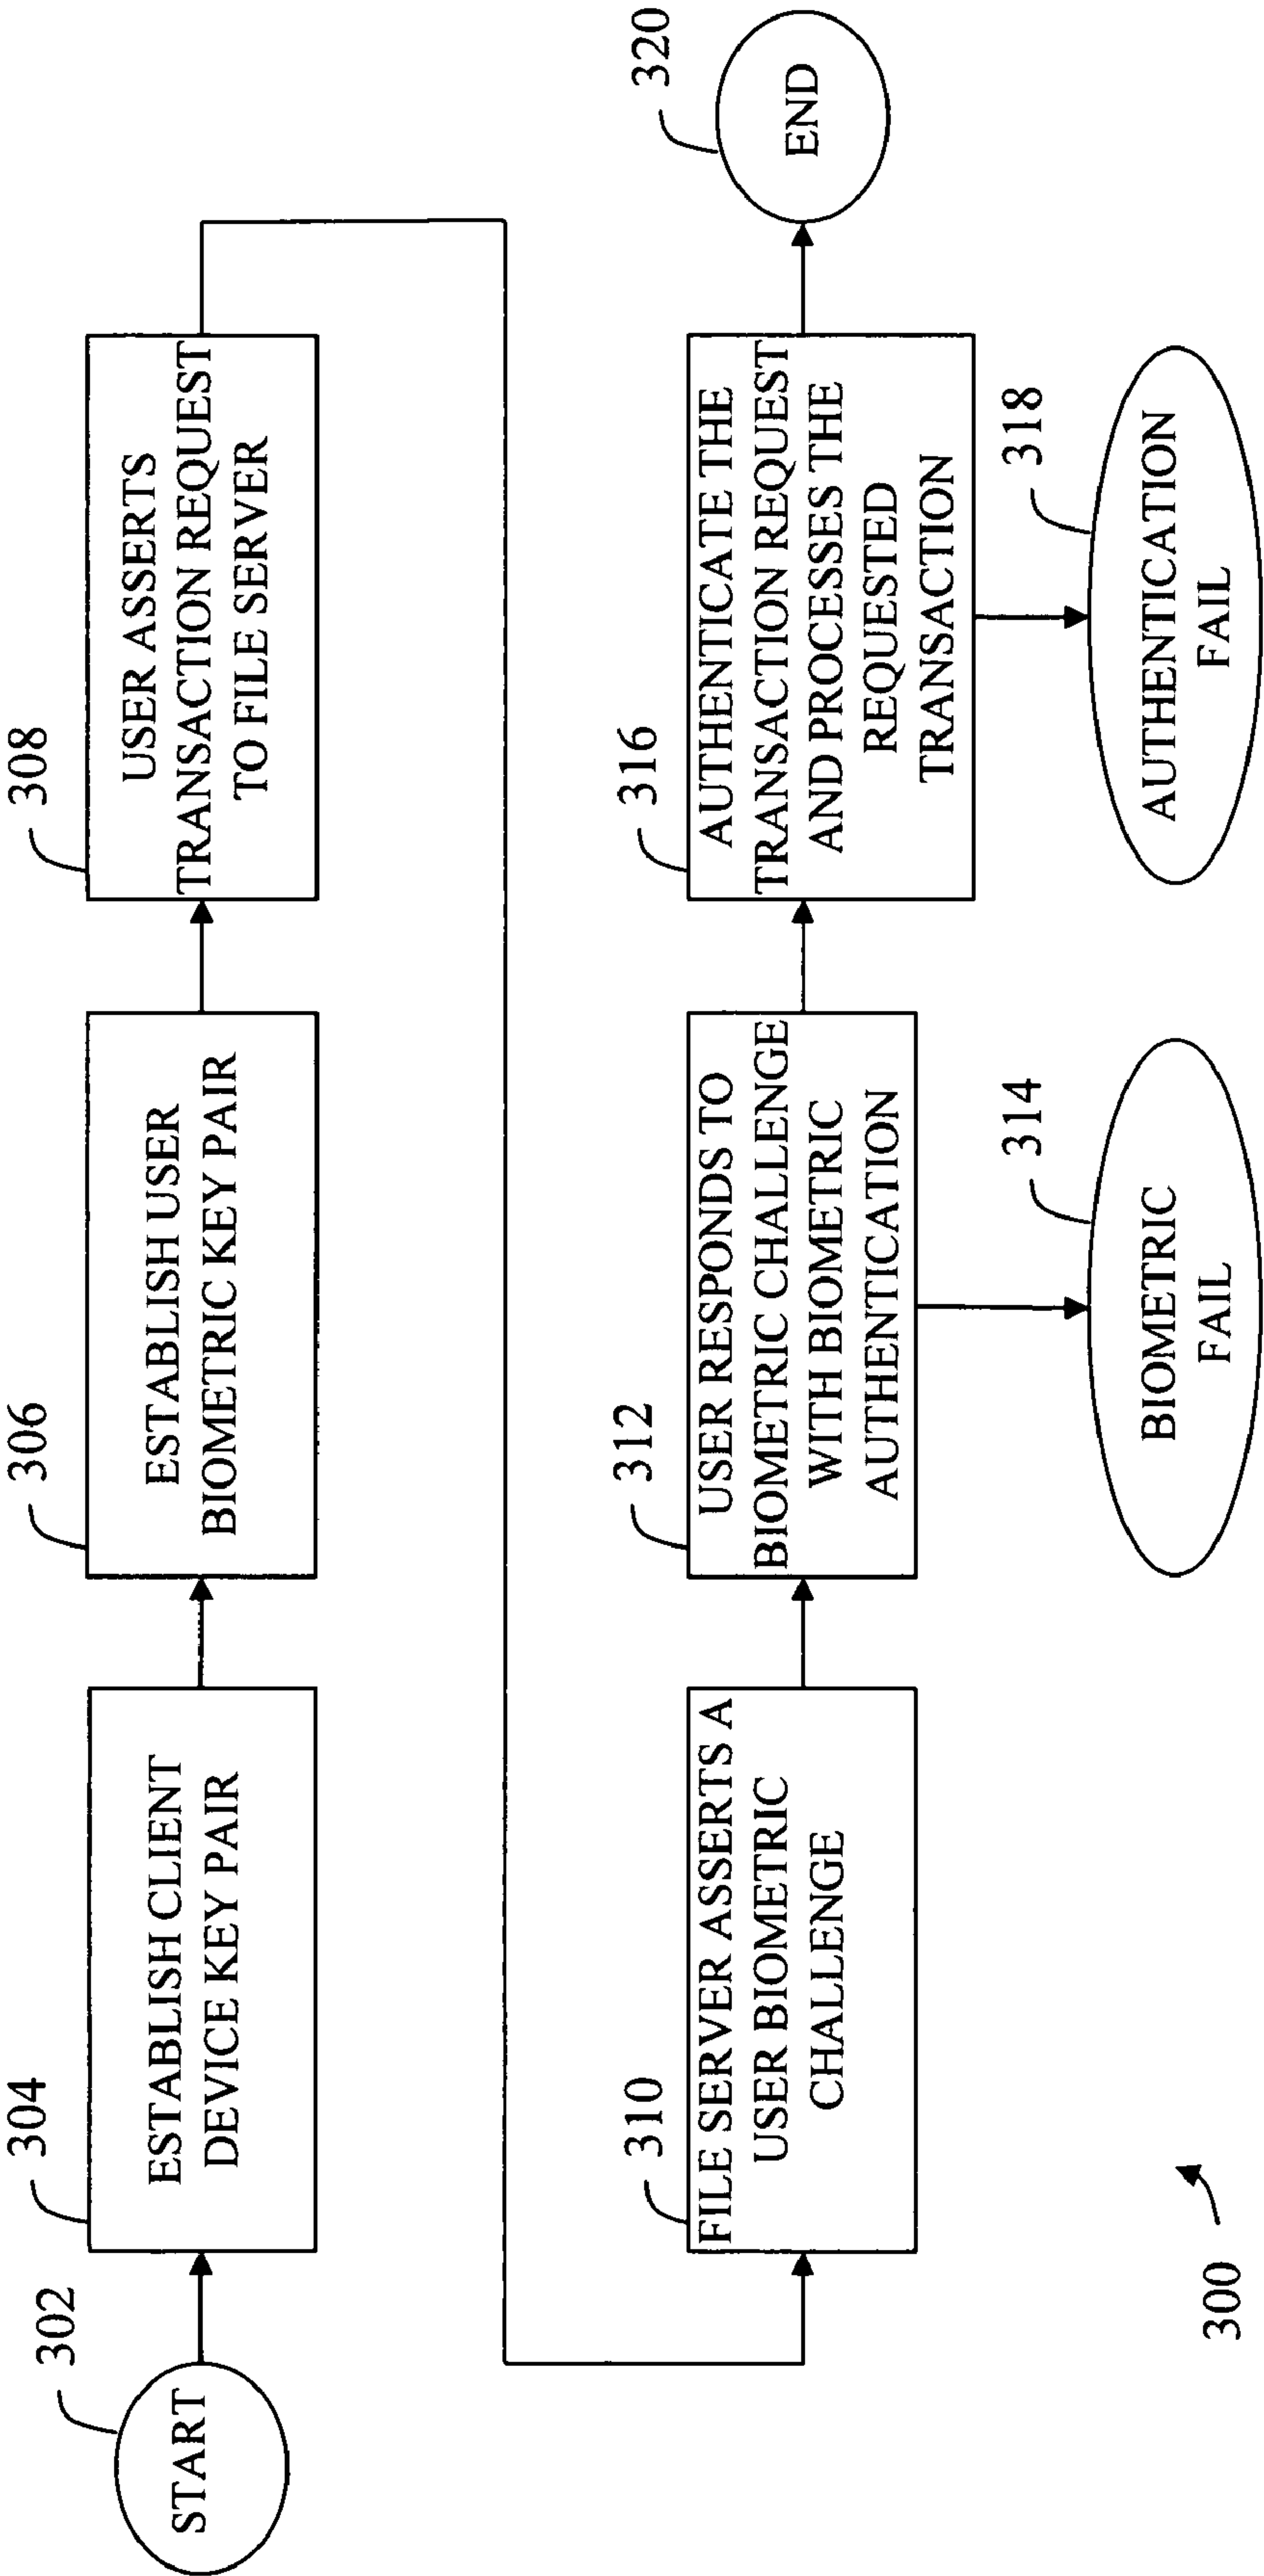 302
START
304
ESTABLISH CLIENT
DEVICE KEY PAIR
306
ESTABLISH USER
BIOMETRIC KEY PAIR
308
USER ASSERTS
TRANSACTION REQUEST
TO FILE SERVER
310
FILE SERVER ASSERTS A
USER BIOMETRIC
CHALLENGE
312
USER RESPONDS TO
BIOMETRIC CHALLENGE
WITH BIOMETRIC
AUTHENTICATION
314
BIOMETRIC
FAIL
316
AUTHENTICATE THE
TRANSACTION REQUEST
AND PROCESSES THE
REQUESTED
TRANSACTION
318
AUTHENTICATION
FAIL
320
END
300